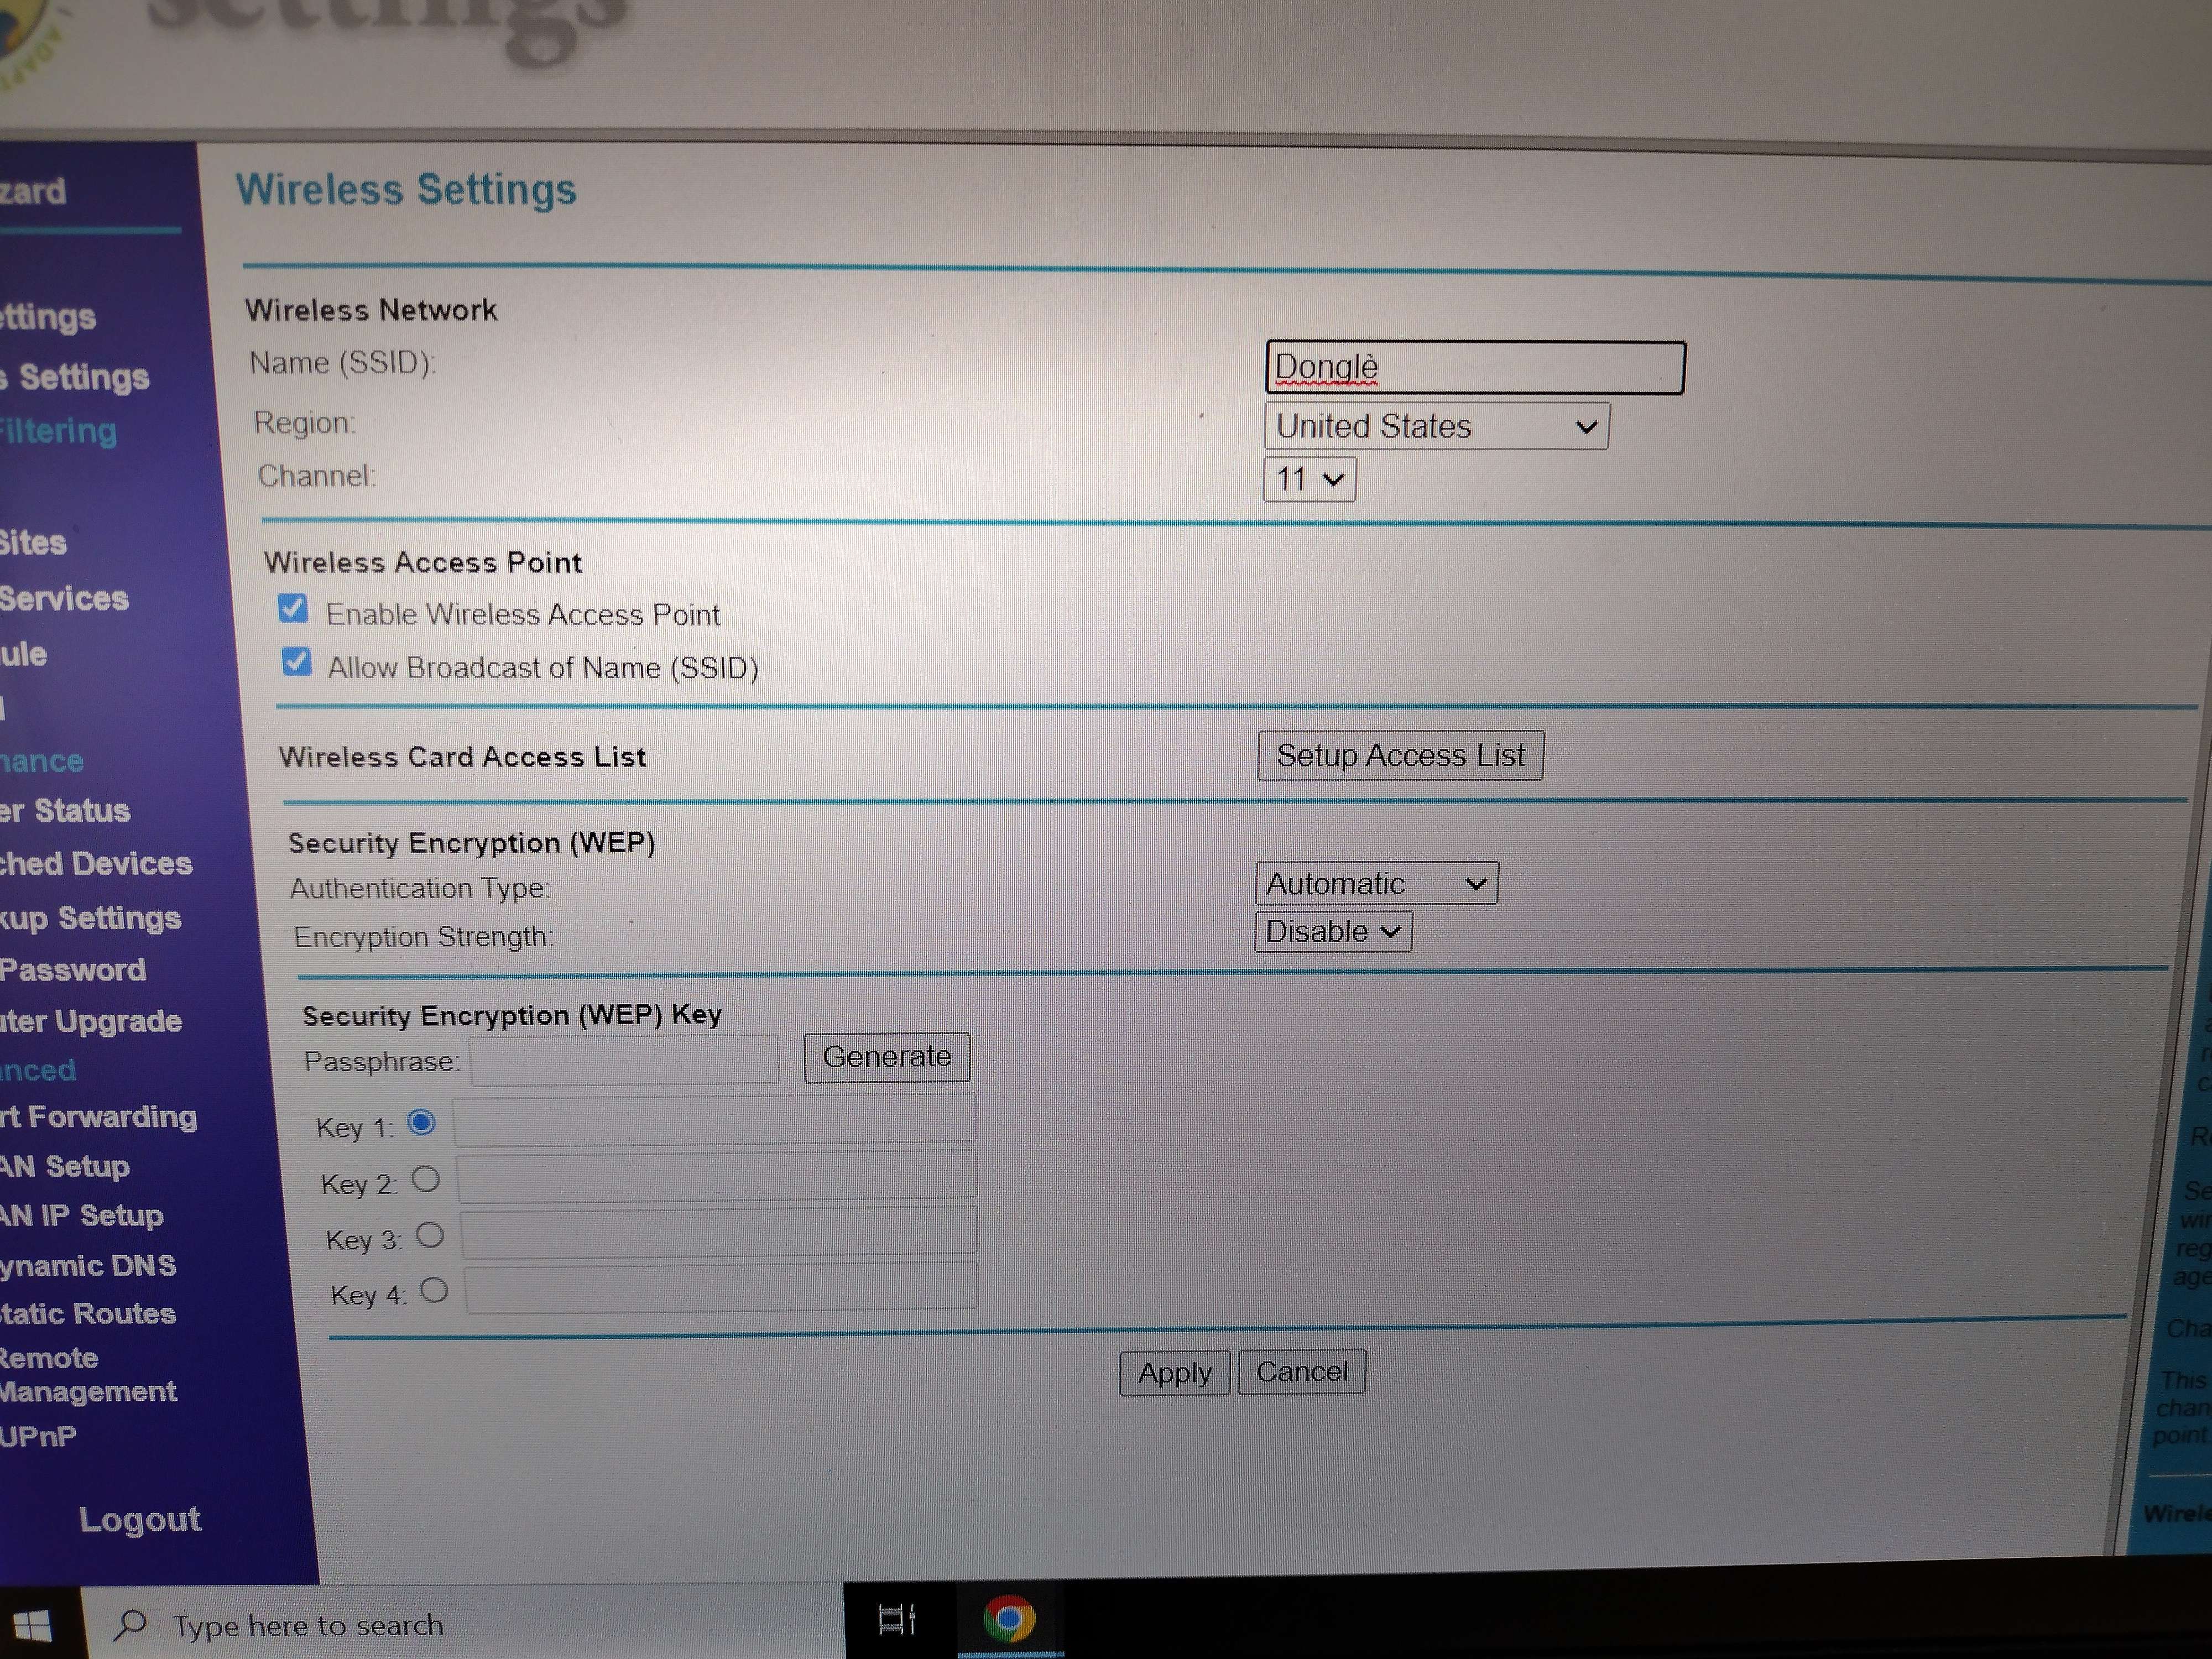 settings
Wireless Settings
zard
ettings
s Settings
Filtering
Sites
Services
ule
nance
er Status
ched Devices
kup Settings
Password
uter Upgrade
anced
rt Forwarding
AN Setup
AN IP Setup
ynamic DNS
tatic Routes
Remote
Management
UPnP
Logout
Wireless Network
Name (SSID): Donglè
Region: United States
Channel: 11
Wireless Access Point
Enable Wireless Access Point
Allow Broadcast of Name (SSID)
Wireless Card Access List Setup Access List
Security Encryption (WEP)
Authentication Type: Automatic
Encryption Strength: Disable
Security Encryption (WEP) Key
Passphrase: Generate
Key 1:
Key 2:
Key 3:
Key 4:
Apply Cancel
Se
wir
reg
age
Cha
This
chan
point
Wirele
Type here to search